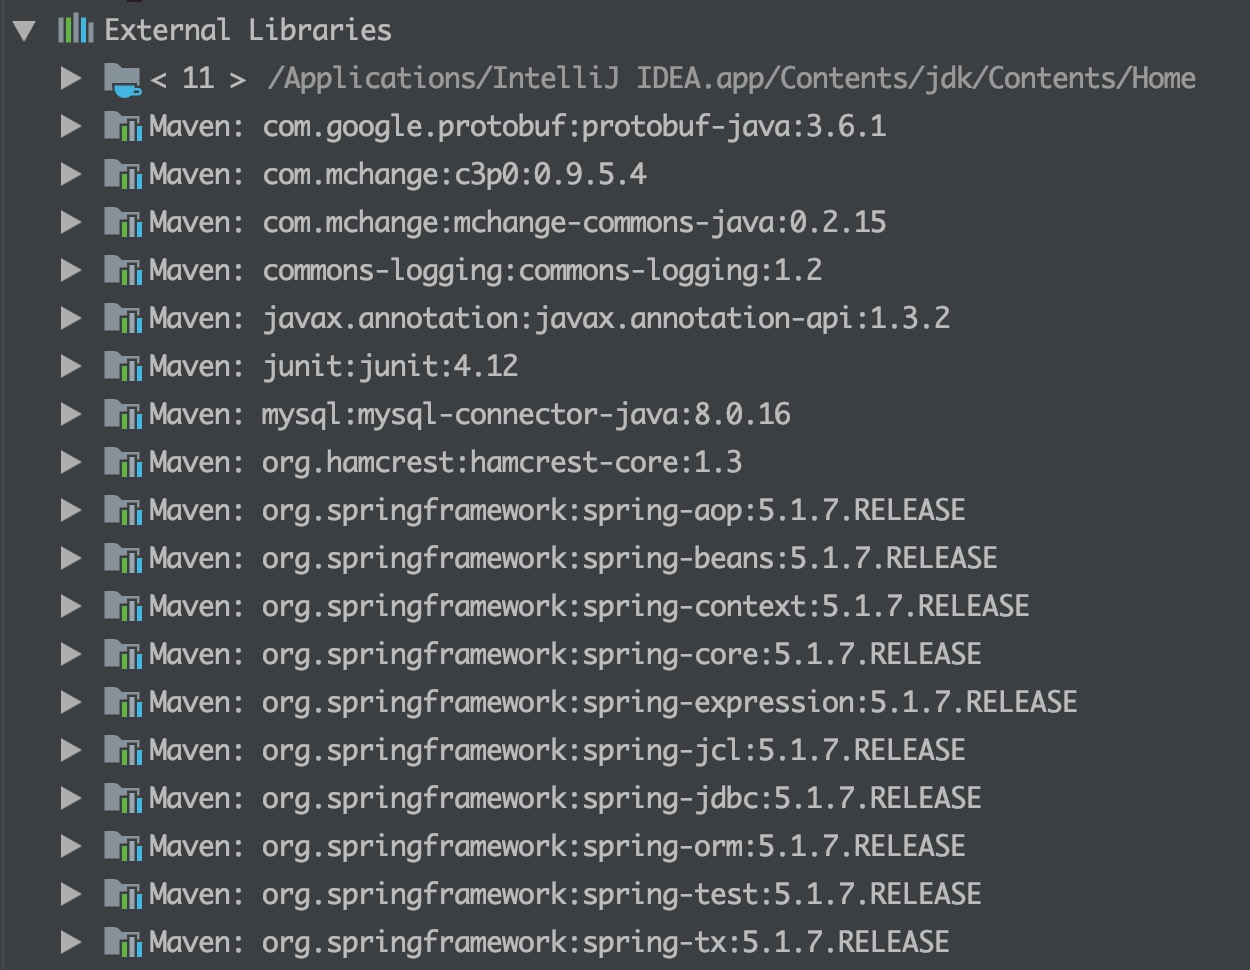 External Libraries
< 11 > /Applications/IntelliJ IDEA.app/Contents/jdk/Contents/Home
Maven: com.google.protobuf:protobuf-java:3.6.1
Maven: com.mchange:c3p0:0.9.5.4
Maven: com.mchange:mchange-commons-java:0.2.15
Maven: commons-logging:commons-logging:1.2
Maven: javax.annotation:javax.annotation-api:1.3.2
Maven: junit:junit:4.12
Maven: mysql:mysql-connector-java:8.0.16
Maven: org.hamcrest:hamcrest-core:1.3
Maven: org.springframework:spring-aop:5.1.7.RELEASE
Maven: org.springframework:spring-beans:5.1.7.RELEASE
Maven: org.springframework:spring-context:5.1.7.RELEASE
Maven: org.springframework:spring-core:5.1.7.RELEASE
Maven: org.springframework:spring-expression:5.1.7.RELEASE
Maven: org.springframework:spring-jcl:5.1.7.RELEASE
Maven: org.springframework:spring-jdbc:5.1.7.RELEASE
Maven: org.springframework:spring-orm:5.1.7.RELEASE
Maven: org.springframework:spring-test:5.1.7.RELEASE
Maven: org.springframework:spring-tx:5.1.7.RELEASE